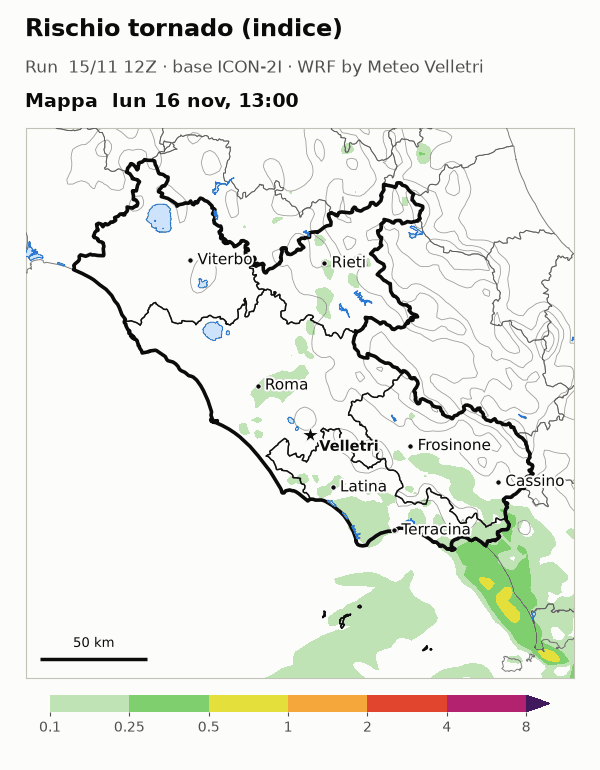 Rischio tornado (indice)
Run  15/11 12Z · base ICON-2I · WRF by Meteo Velletri
Mappa  lun 16 nov, 13:00
Viterbo
Rieti
Roma
Velletri
Frosinone
Cassino
Latina
Terracina
50 km
0.1 0.25 0.5 1 2 4 8